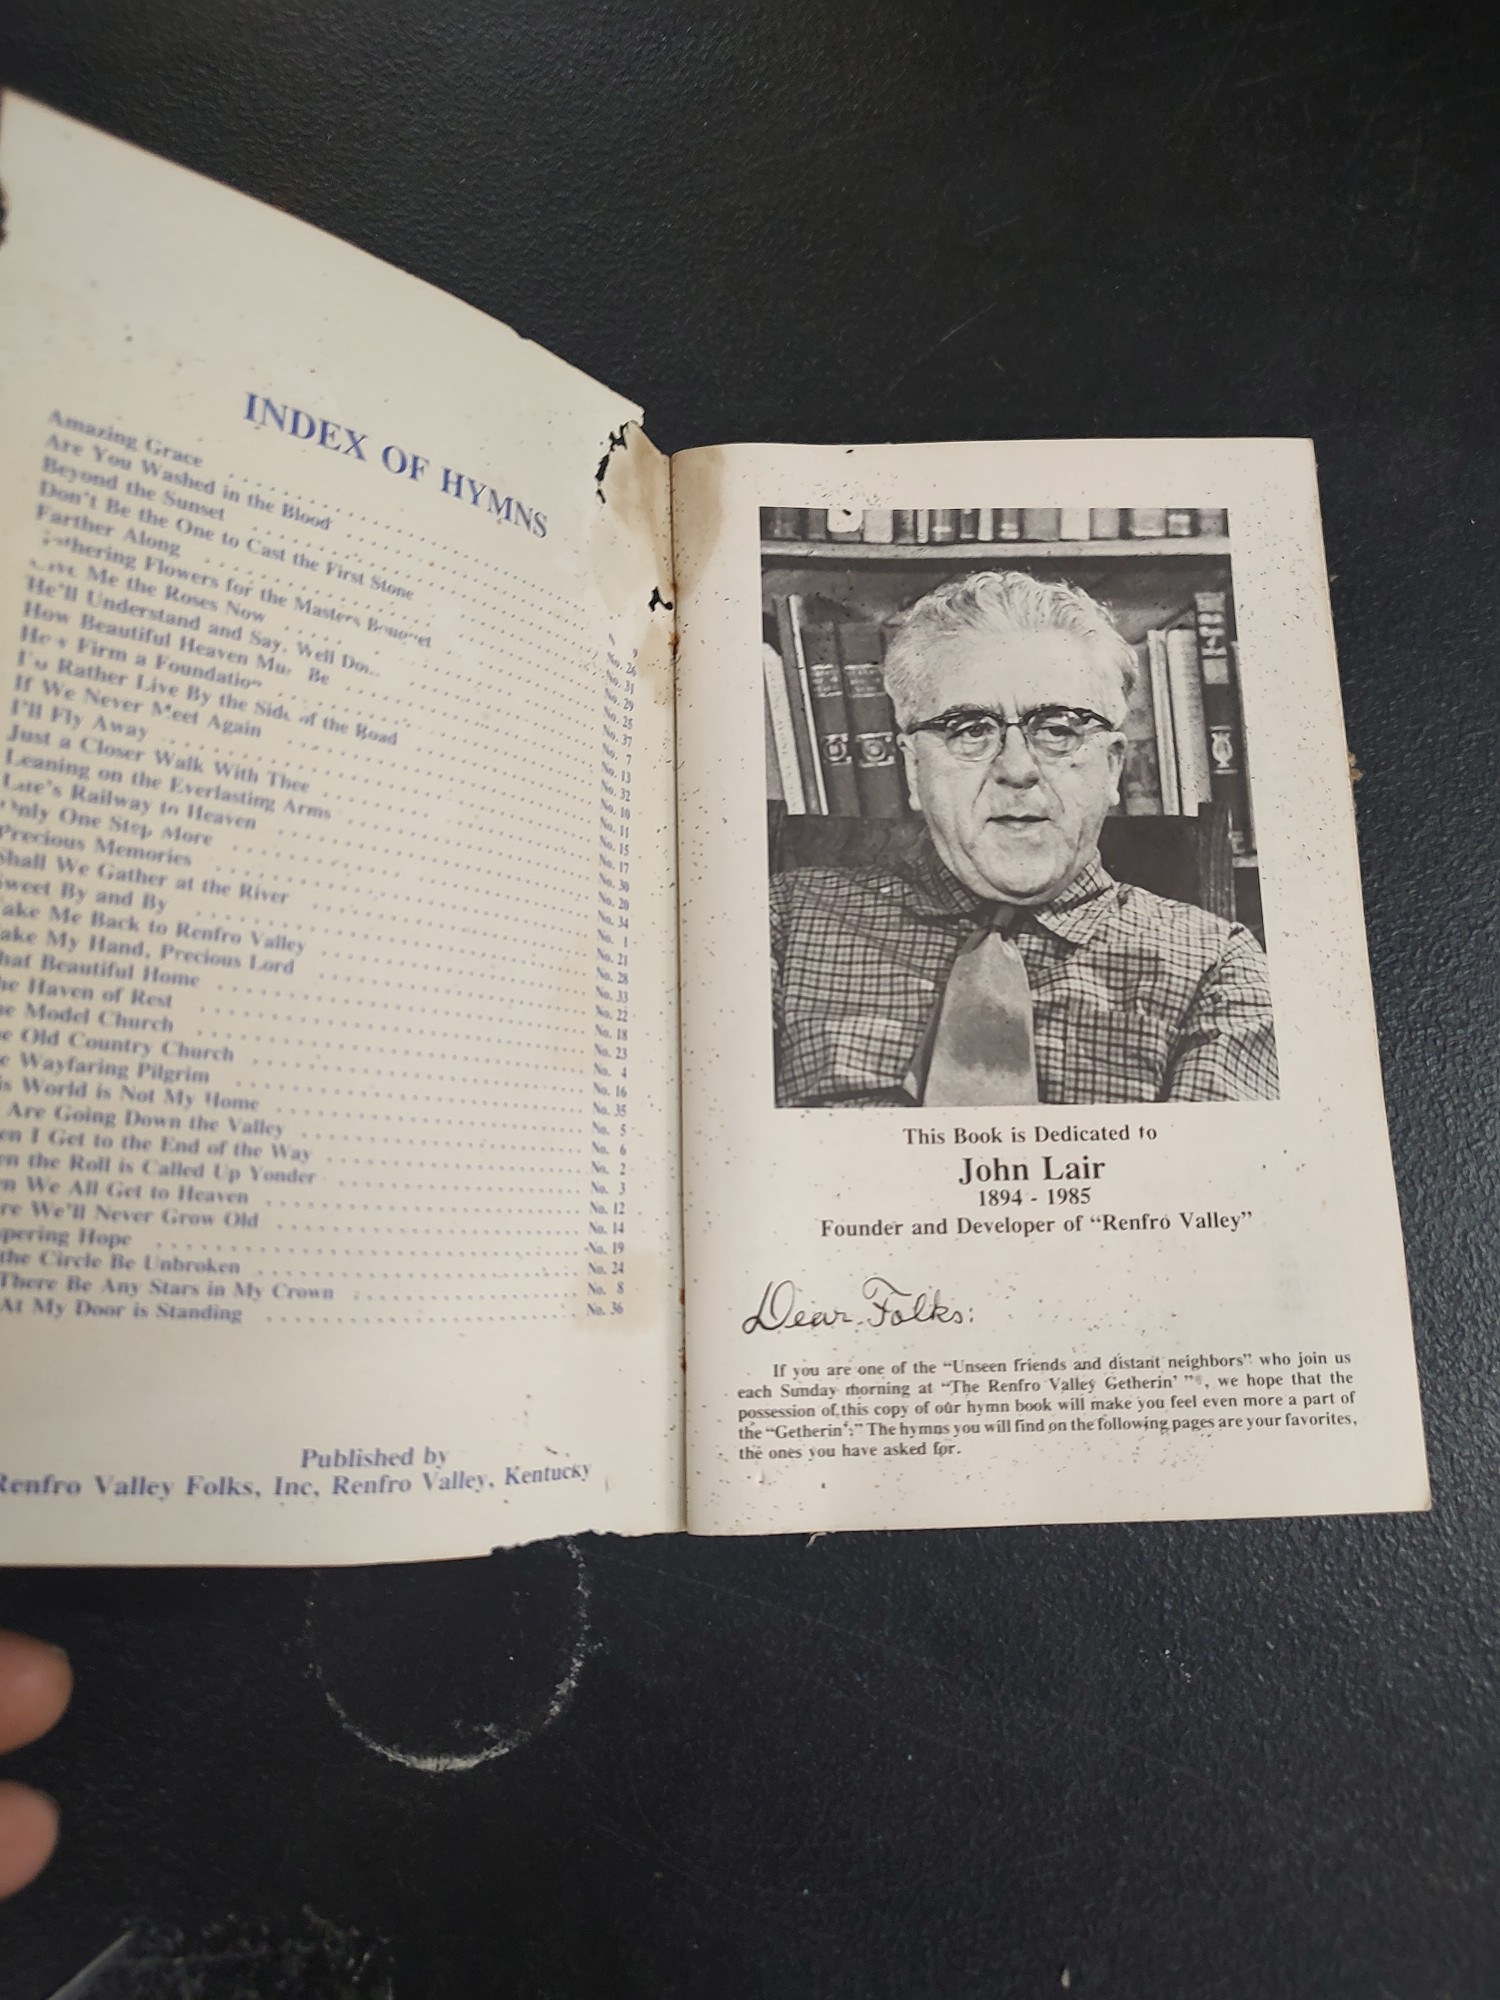 INDEX OF HYMNS
Amazing Grace 9
Are You Washed in the Blood No. 26
Beyond the Sunset No. 31
Don't Be the One to Cast the First Stone No. 29
Farther Along No. 25
thering Flowers for the Masters Bouquet No. 37
Me the Roses Now No. 7
He'll Understand and Say, Well Do No. 13
How Beautiful Heaven Mu Be No. 32
Firm a Foundation No. 10
Rather Live By the Side of the Road No. 11
If We Never Meet Again No. 15
I'll Fly Away No. 17
Just a Closer Walk With Thee No. 30
Leaning on the Everlasting Arms No. 20
Life's Railway to Heaven No. 34
Only One Step More No. 1
Precious Memories No. 21
Shall We Gather at the River No. 28
weet By and By No. 33
ake Me Back to Renfro Valley No. 22
ake My Hand, Precious Lord No. 18
hat Beautiful Home No. 23
he Haven of Rest No. 4
he Model Church No. 16
e Old Country Church No. 35
e Wayfaring Pilgrim No. 5
is World is Not My Home No. 6
Are Going Down the Valley No. 2
en I Get to the End of the Way No. 3
en the Roll is Called Up Yonder No. 12
en We All Get to Heaven No. 14
re We'll Never Grow Old No. 19
spering Hope No. 24
the Circle Be Unbroken No. 8
There Be Any Stars in My Crown No. 36
At My Door is Standing
Published by
Renfro Valley Folks, Inc, Renfro Valley, Kentucky
This Book is Dedicated to
John Lair
1894 - 1985
Founder and Developer of "Renfro Valley"
Dear Folks:
If you are one of the "Unseen friends and distant neighbors" who join us
each Sunday morning at "The Renfro Valley Getherin' ", we hope that the
possession of this copy of our hymn book will make you feel even more a part of
the "Getherin'." The hymns you will find on the following pages are your favorites,
the ones you have asked for.